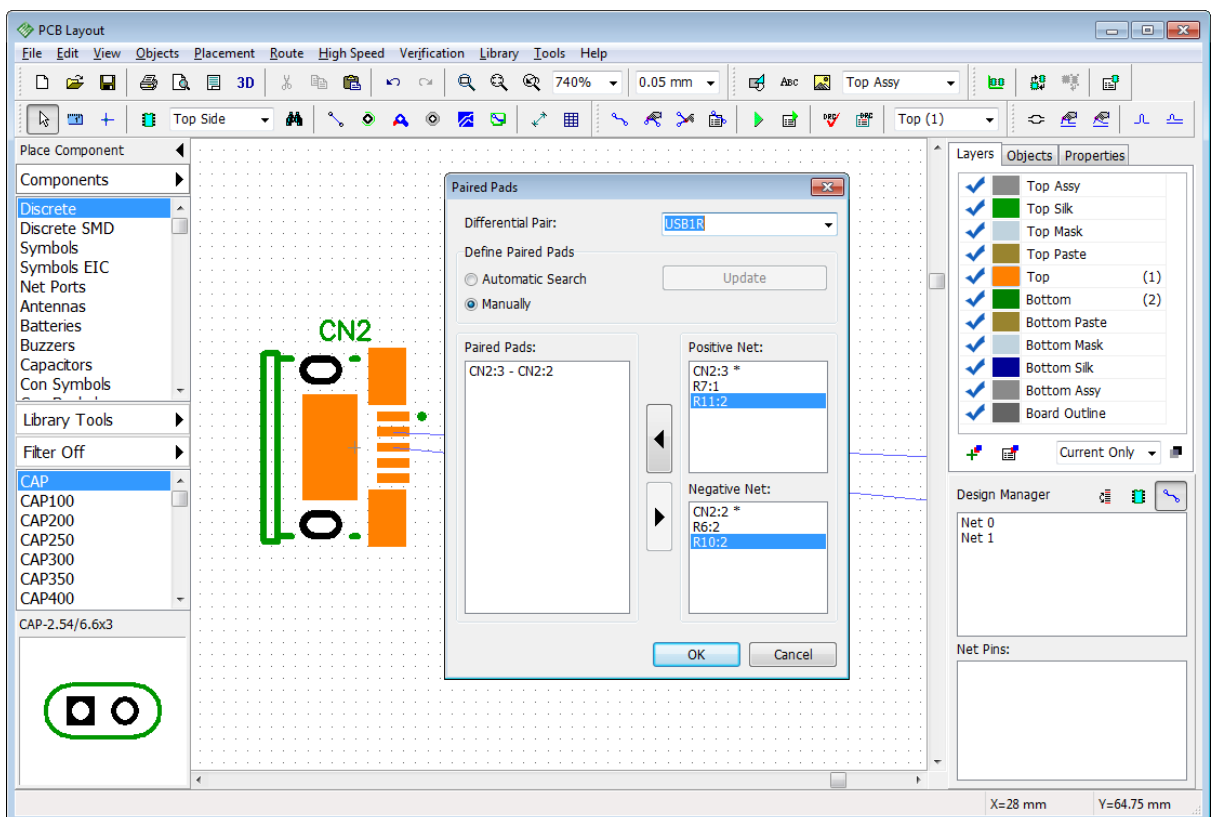 PCB Layout
File Edit View Objects Placement Route High Speed Verification Library Tools Help
3D 740% 0.05 mm ABC Top Assy
Top Side DRC DRC Top (1)
Place Component
Components
Discrete
Discrete SMD
Symbols
Symbols EIC
Net Ports
Antennas
Batteries
Buzzers
Capacitors
Con Symbols
Library Tools
Filter Off
CAP
CAP100
CAP200
CAP250
CAP300
CAP350
CAP400
CAP-2.54/6.6x3
CN2
Paired Pads
Differential Pair: USB1R
Define Paired Pads
Automatic Search Update
Manually
Paired Pads:
CN2:3 - CN2:2
Positive Net:
CN2:3 *
R7:1
R11:2
Negative Net:
CN2:2 *
R6:2
R10:2
OK Cancel
Layers Objects Properties
Top Assy
Top Silk
Top Mask
Top Paste
Top (1)
Bottom (2)
Bottom Paste
Bottom Mask
Bottom Silk
Bottom Assy
Board Outline
Current Only
Design Manager
Net 0
Net 1
Net Pins:
X=28 mm Y=64.75 mm